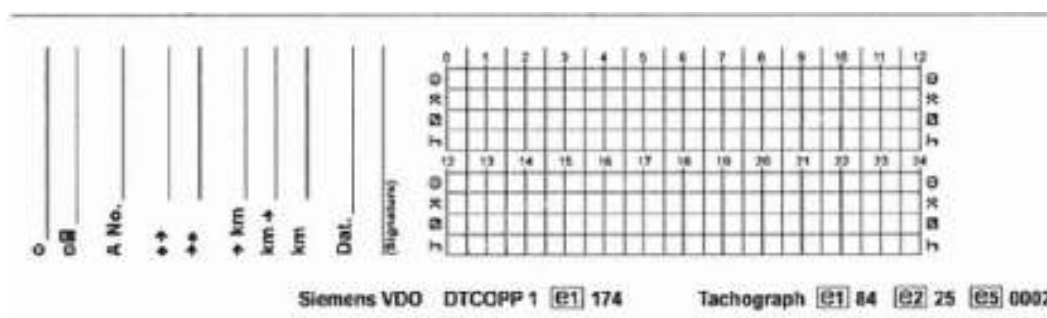 A No.
km
km
km
Dat.
(Signature)
0 1 2 3 4 5 6 7 8 9 10 11 12
12 13 14 15 16 17 18 19 20 21 22 23 24
Siemens VDO DTCOPP 1 e1 174 Tachograph e1 84 e2 25 e5 0002